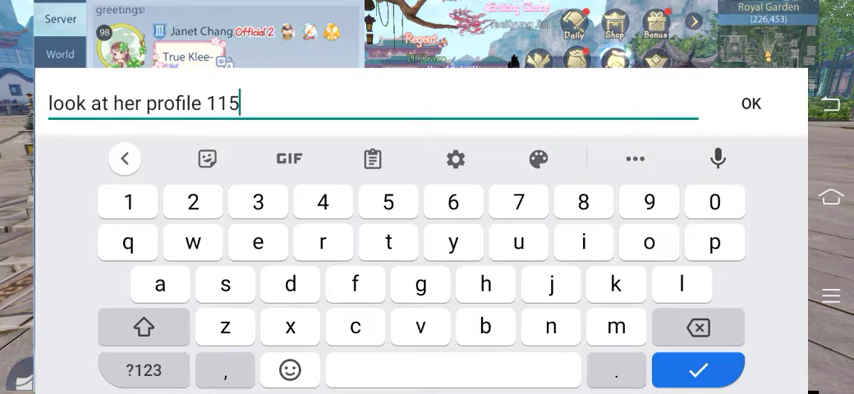 greetings!
Server
98 Janet Chang Official 2
World
True Klee-
Regem
Daily
Shop
Bonus
Royal Garden
(226,453)
look at her profile 115
OK
GIF
1 2 3 4 5 6 7 8 9 0
q w e r t y u i o p
a s d f g h j k l
z x c v b n m
?123 , .